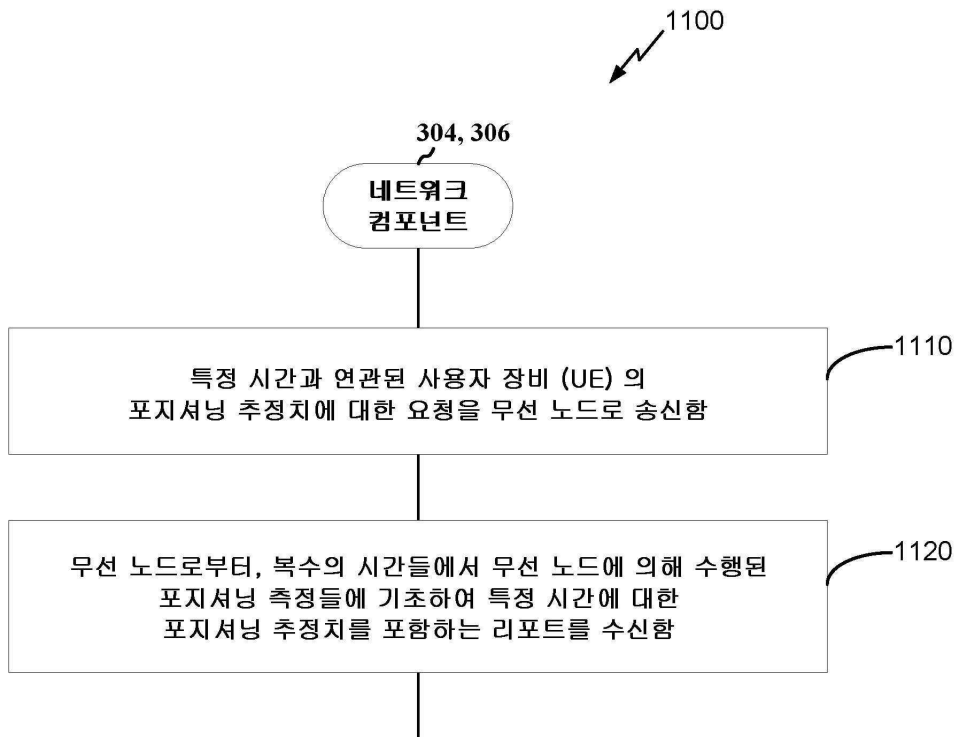 1100
304, 306
네트워크
컴포넌트
1110
특정 시간과 연관된 사용자 장비 (UE) 의
포지셔닝 추정치에 대한 요청을 무선 노드로 송신함
1120
무선 노드로부터, 복수의 시간들에서 무선 노드에 의해 수행된
포지셔닝 측정들에 기초하여 특정 시간에 대한
포지셔닝 추정치를 포함하는 리포트를 수신함